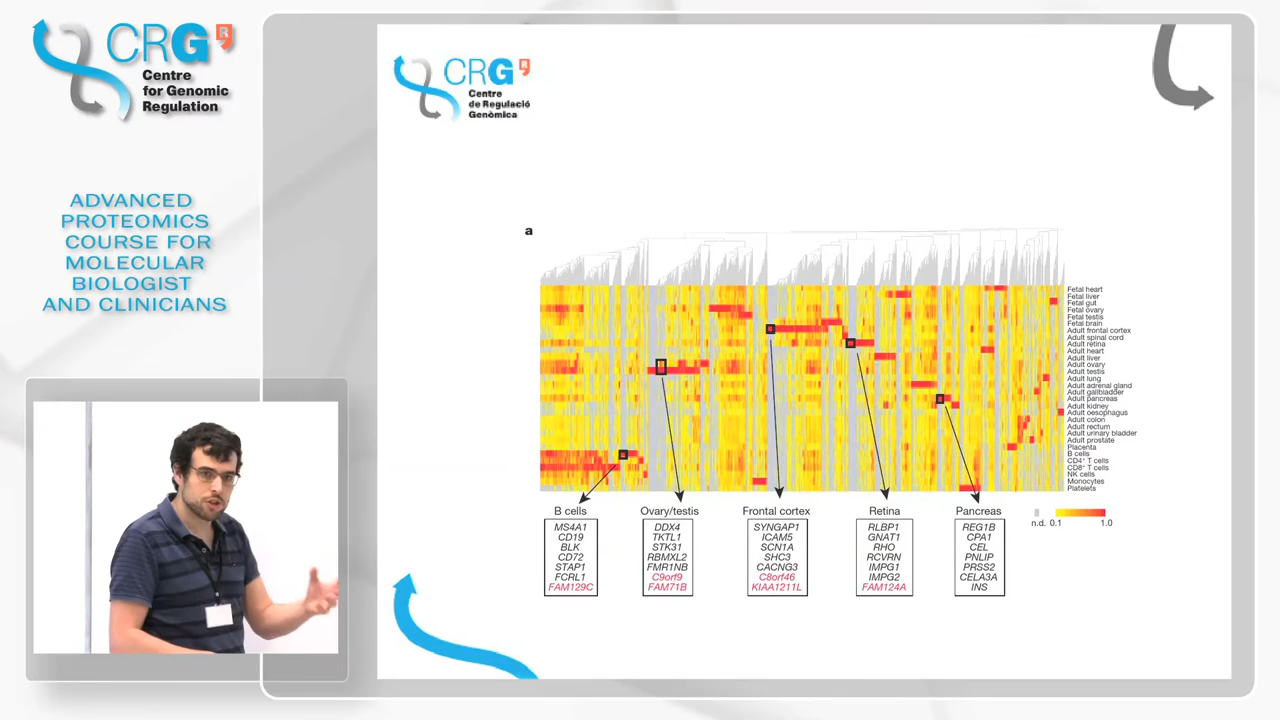 CRG
R
Centre
for Genomic
Regulation
ADVANCED
PROTEOMICS
COURSE FOR
MOLECULAR
BIOLOGIST
AND CLINICIANS
CRG
R
Centre
de Regulació
Genòmica
a
Fetal heart
Fetal liver
Fetal gut
Fetal ovary
Fetal testis
Fetal brain
Adult frontal cortex
Adult spinal cord
Adult retina
Adult heart
Adult liver
Adult ovary
Adult testis
Adult lung
Adult adrenal gland
Adult gallbladder
Adult pancreas
Adult kidney
Adult oesophagus
Adult colon
Adult rectum
Adult urinary bladder
Adult prostate
Placenta
B cells
CD4⁺ T cells
CD8⁺ T cells
NK cells
Monocytes
Platelets
n.d. 0.1 1.0
B cells
MS4A1
CD19
BLK
CD72
STAP1
FCRL1
FAM129C
Ovary/testis
DDX4
TKTL1
STK31
RBMXL2
FMR1NB
C9orf9
FAM71B
Frontal cortex
SYNGAP1
ICAM5
SCN1A
SHC3
CACNG3
C8orf46
KIAA1211L
Retina
RLBP1
GNAT1
RHO
RCVRN
IMPG1
IMPG2
FAM124A
Pancreas
REG1B
CPA1
CEL
PNLIP
PRSS2
CELA3A
INS